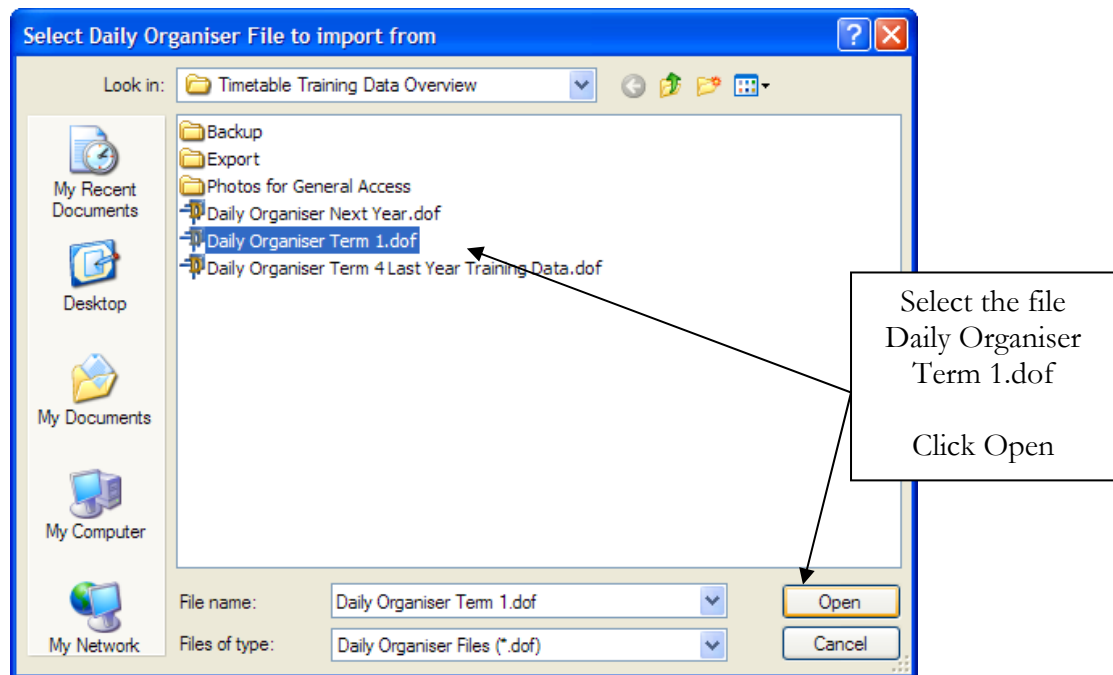 Select Daily Organiser File to import from
Look in:
Timetable Training Data Overview
My Recent
Documents
Desktop
My Documents
My Computer
My Network
Backup
Export
Photos for General Access
Daily Organiser Next Year.dof
Daily Organiser Term 1.dof
Daily Organiser Term 4 Last Year Training Data.dof
Select the file
Daily Organiser
Term 1.dof
Click Open
File name:
Daily Organiser Term 1.dof
Open
Files of type:
Daily Organiser Files (*.dof)
Cancel